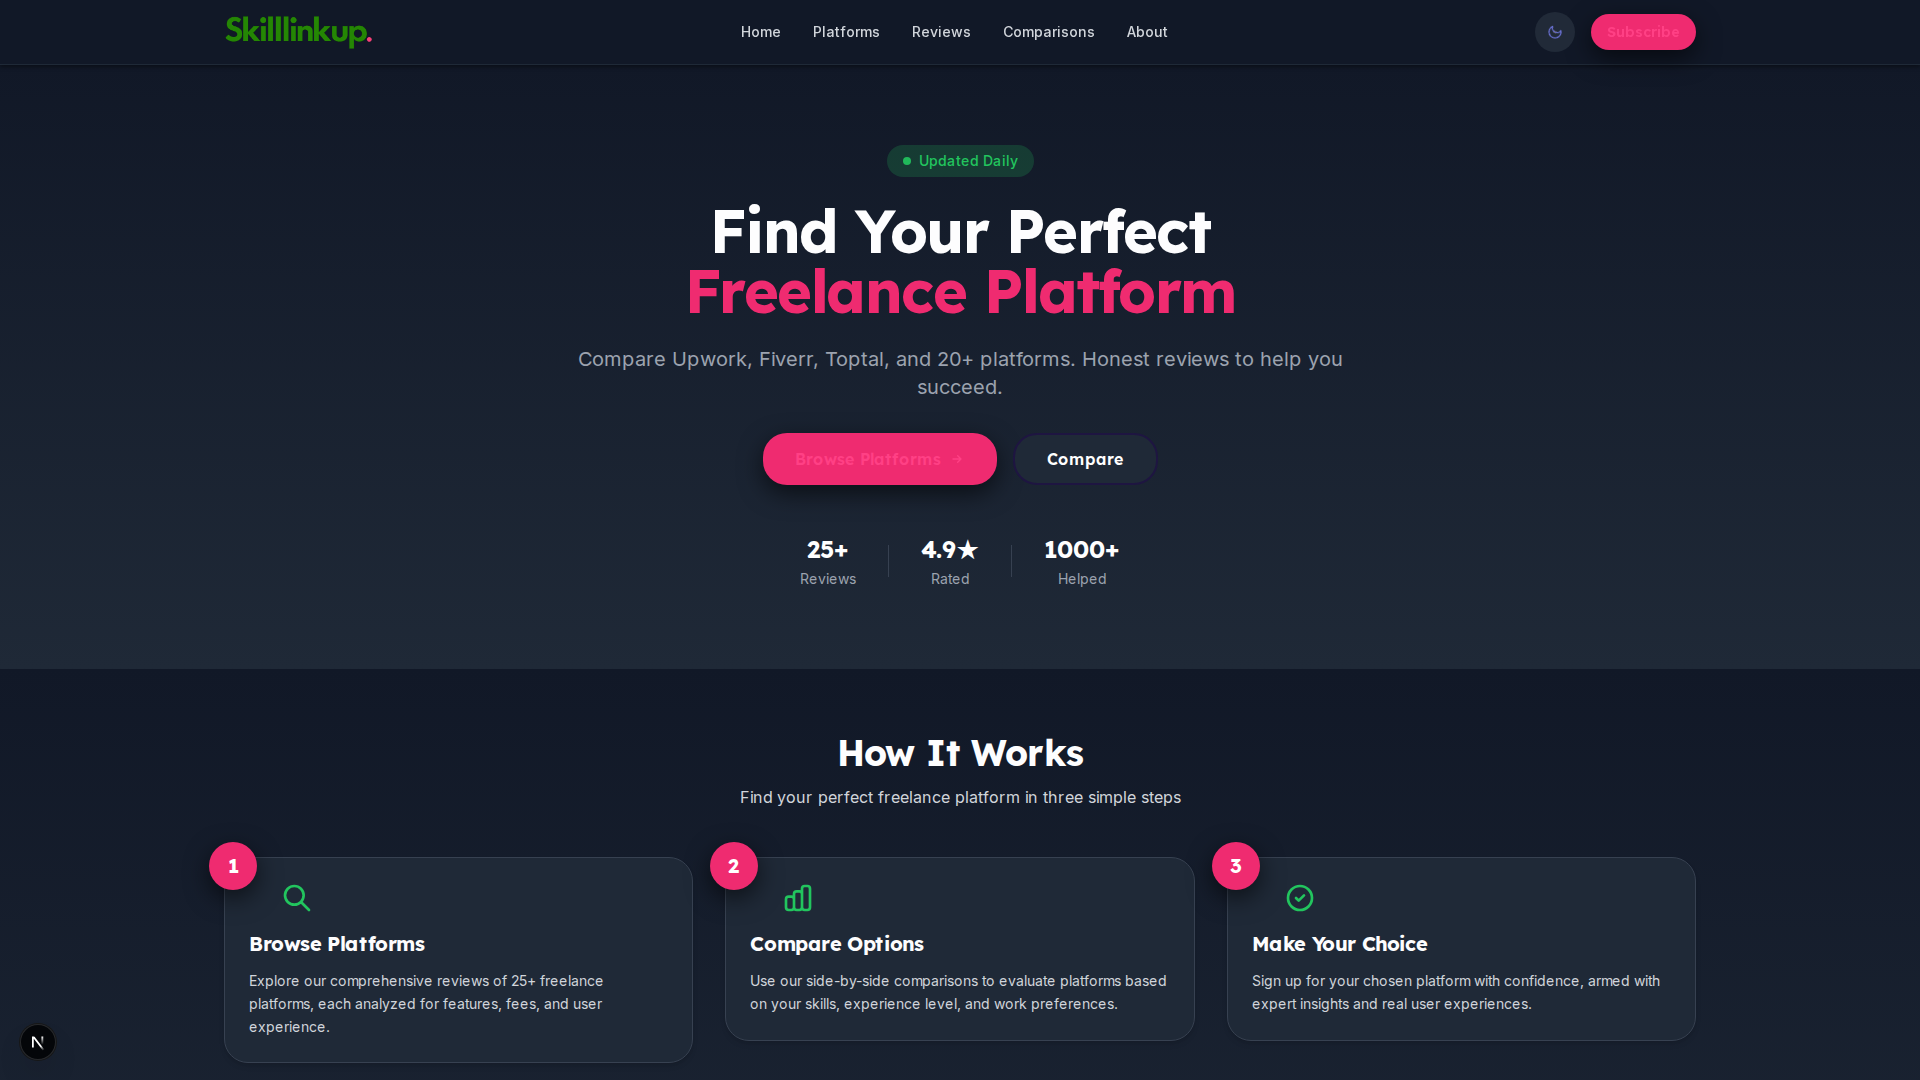 Skilllinkup.
Home
Platforms
Reviews
Comparisons
About
Subscribe
Updated Daily
Find Your Perfect
Freelance Platform
Compare Upwork, Fiverr, Toptal, and 20+ platforms. Honest reviews to help you
succeed.
Browse Platforms →
Compare
25+
Reviews
4.9★
Rated
1000+
Helped
How It Works
Find your perfect freelance platform in three simple steps
1
Browse Platforms
Explore our comprehensive reviews of 25+ freelance
platforms, each analyzed for features, fees, and user
experience.
2
Compare Options
Use our side-by-side comparisons to evaluate platforms based
on your skills, experience level, and work preferences.
3
Make Your Choice
Sign up for your chosen platform with confidence, armed with
expert insights and real user experiences.
N